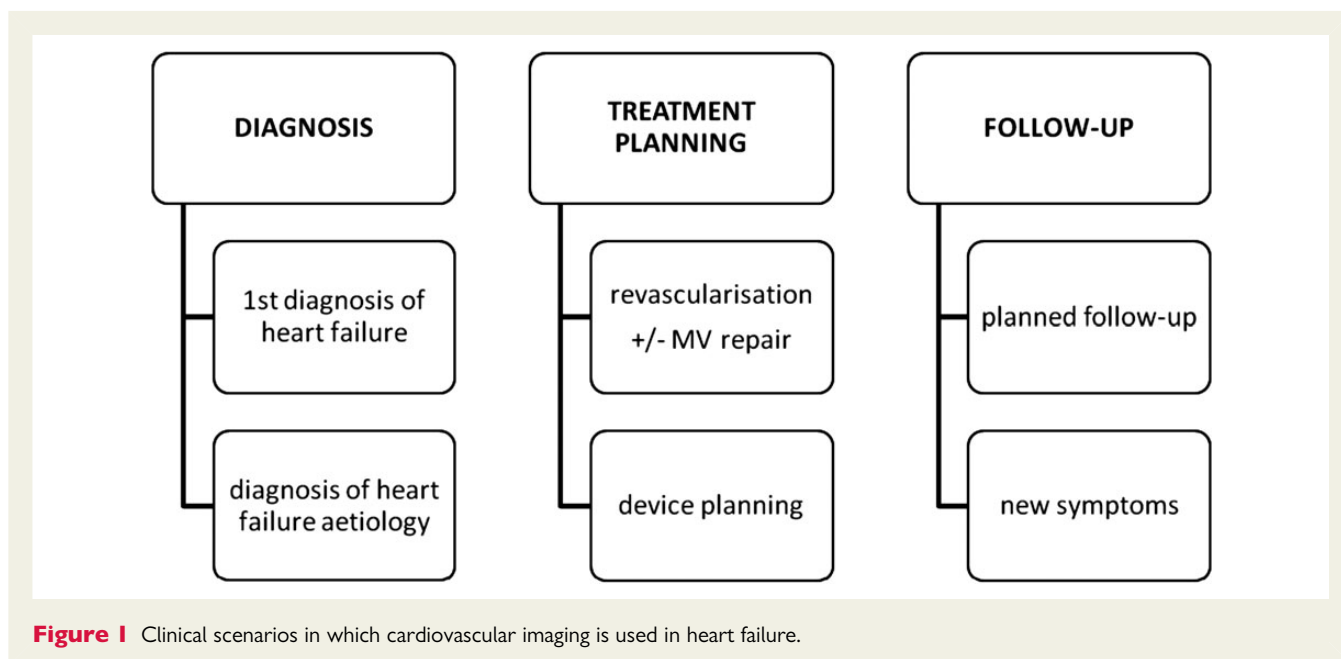 DIAGNOSIS
1st diagnosis of
heart failure
diagnosis of heart
failure aetiology
TREATMENT
PLANNING
revascularisation
+/- MV repair
device planning
FOLLOW-UP
planned follow-up
new symptoms
Figure 1 Clinical scenarios in which cardiovascular imaging is used in heart failure.